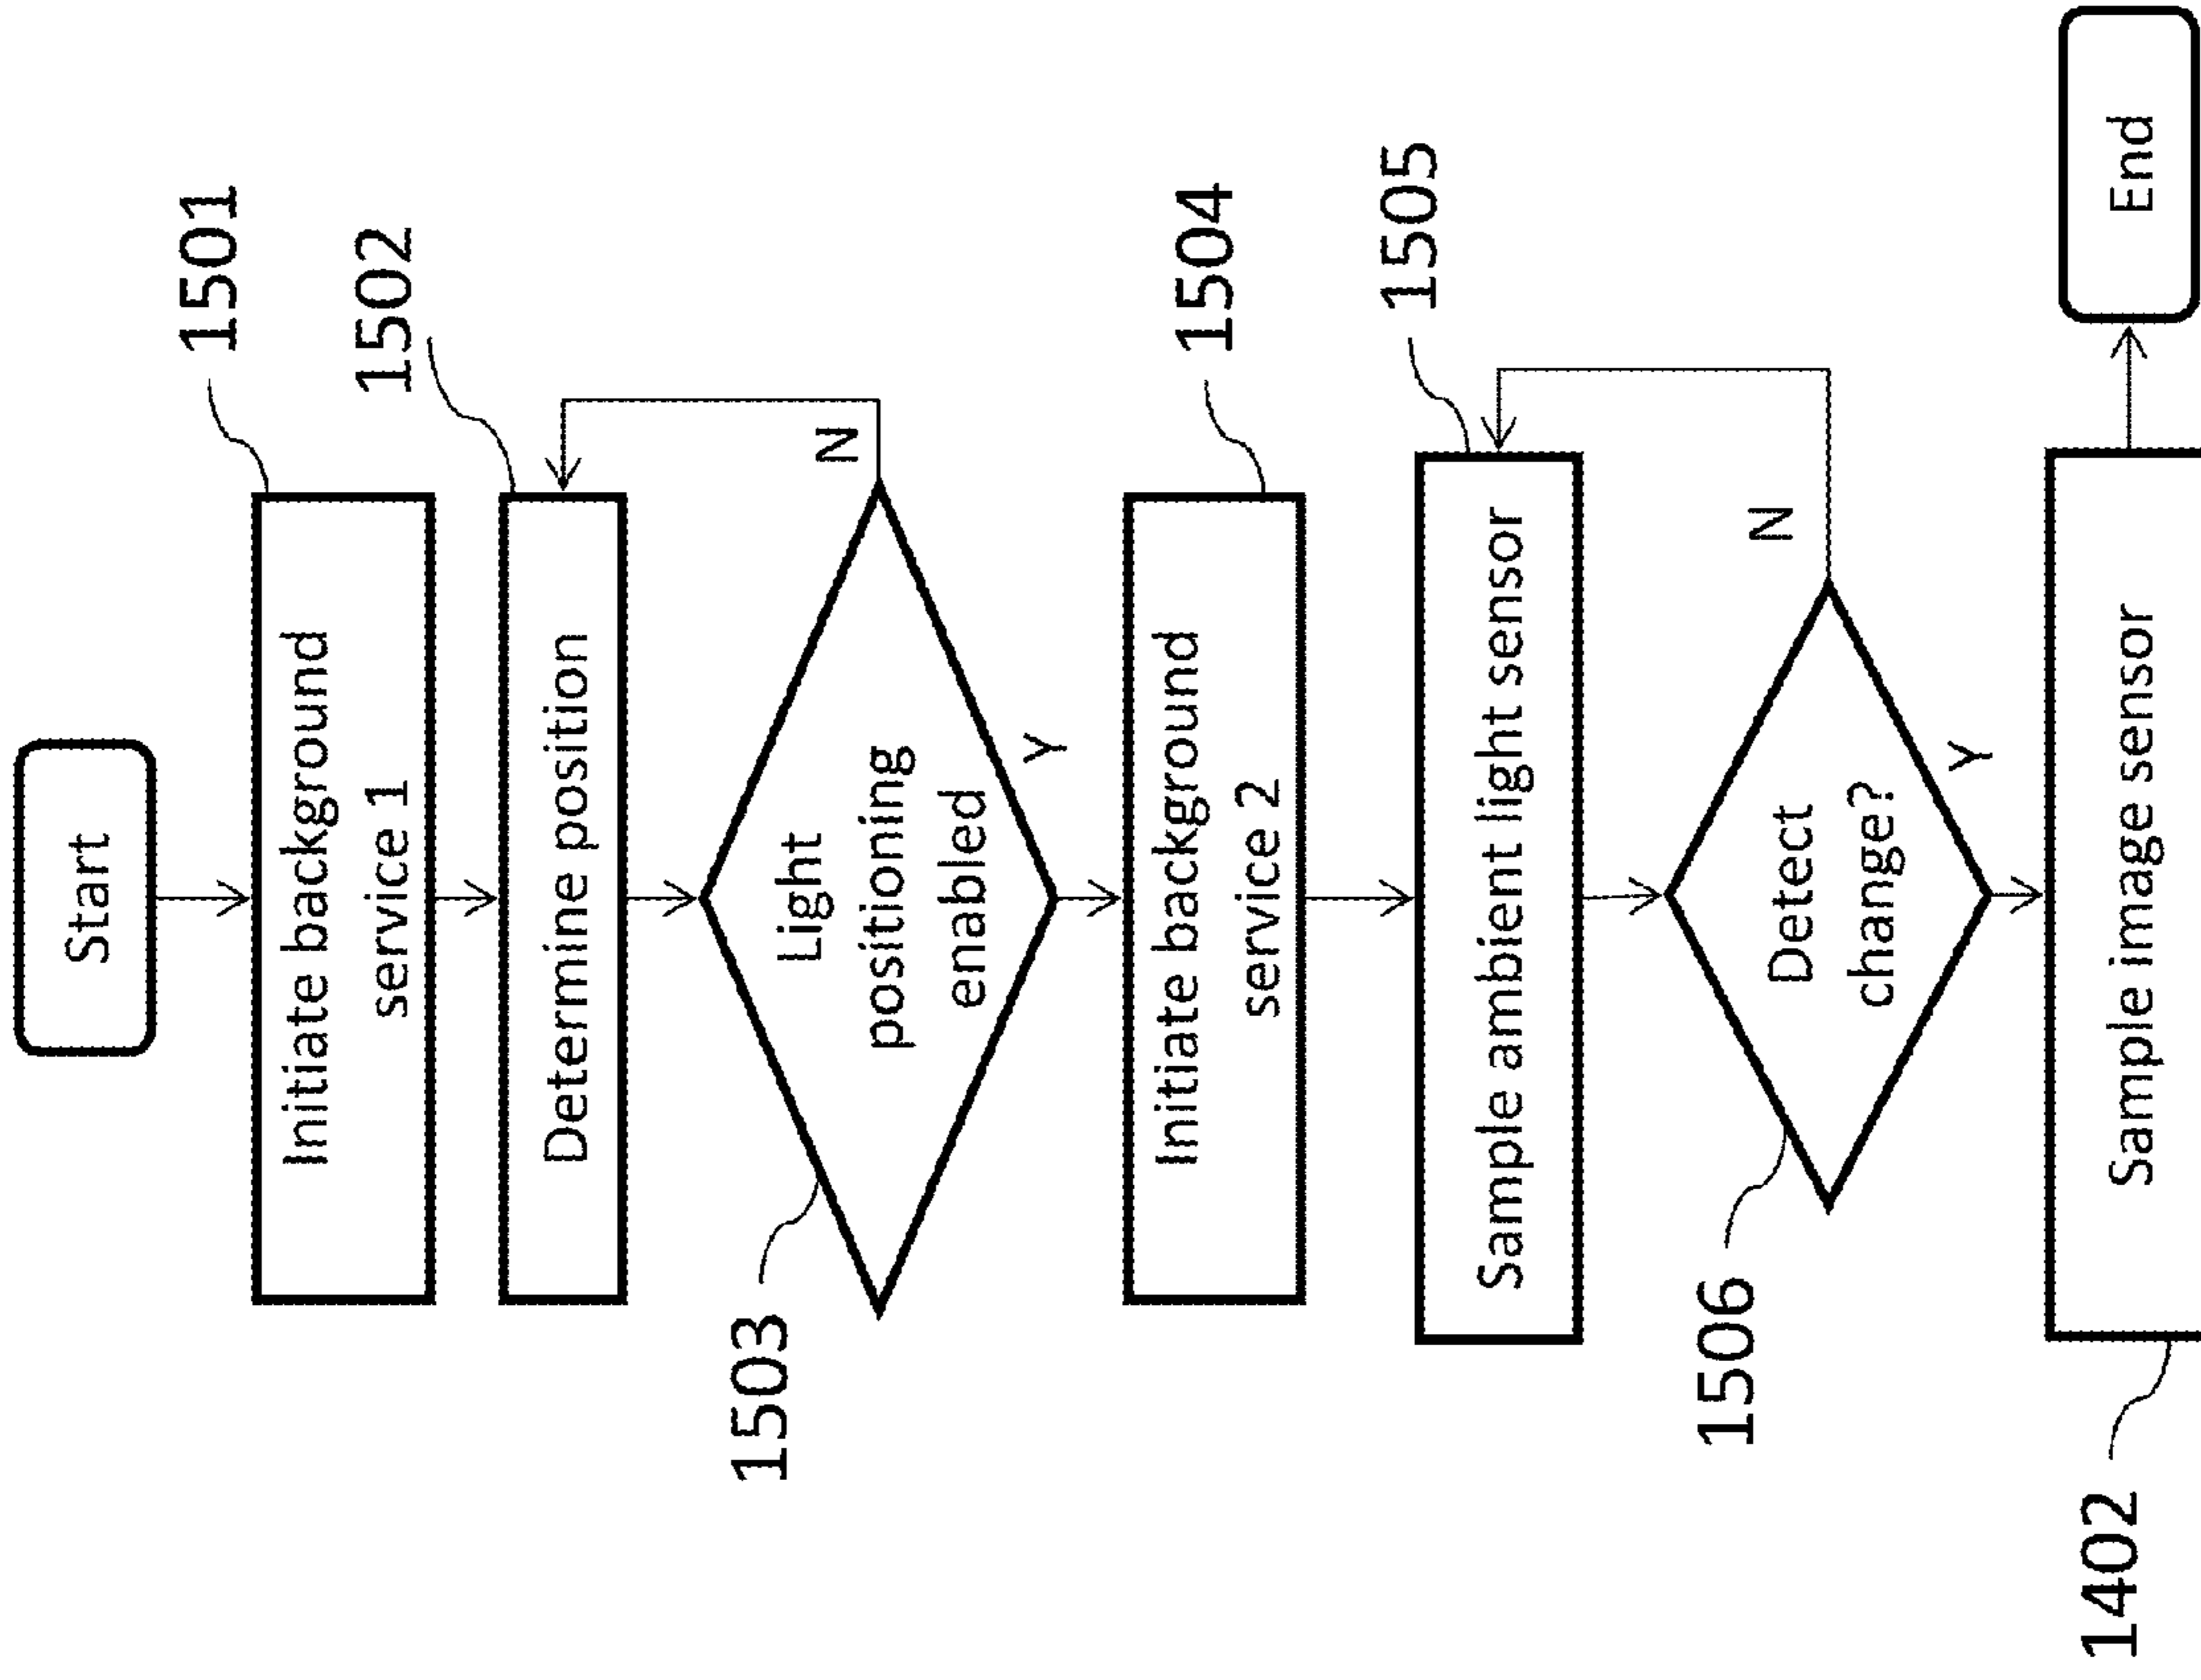 Start
1501
Initiate background
service 1
1502
Determine position
1503
Light
positioning
enabled
N
Y
1504
Initiate background
service 2
1505
Sample ambient light sensor
1506
Detect
change?
N
Y
1402
Sample image sensor
End